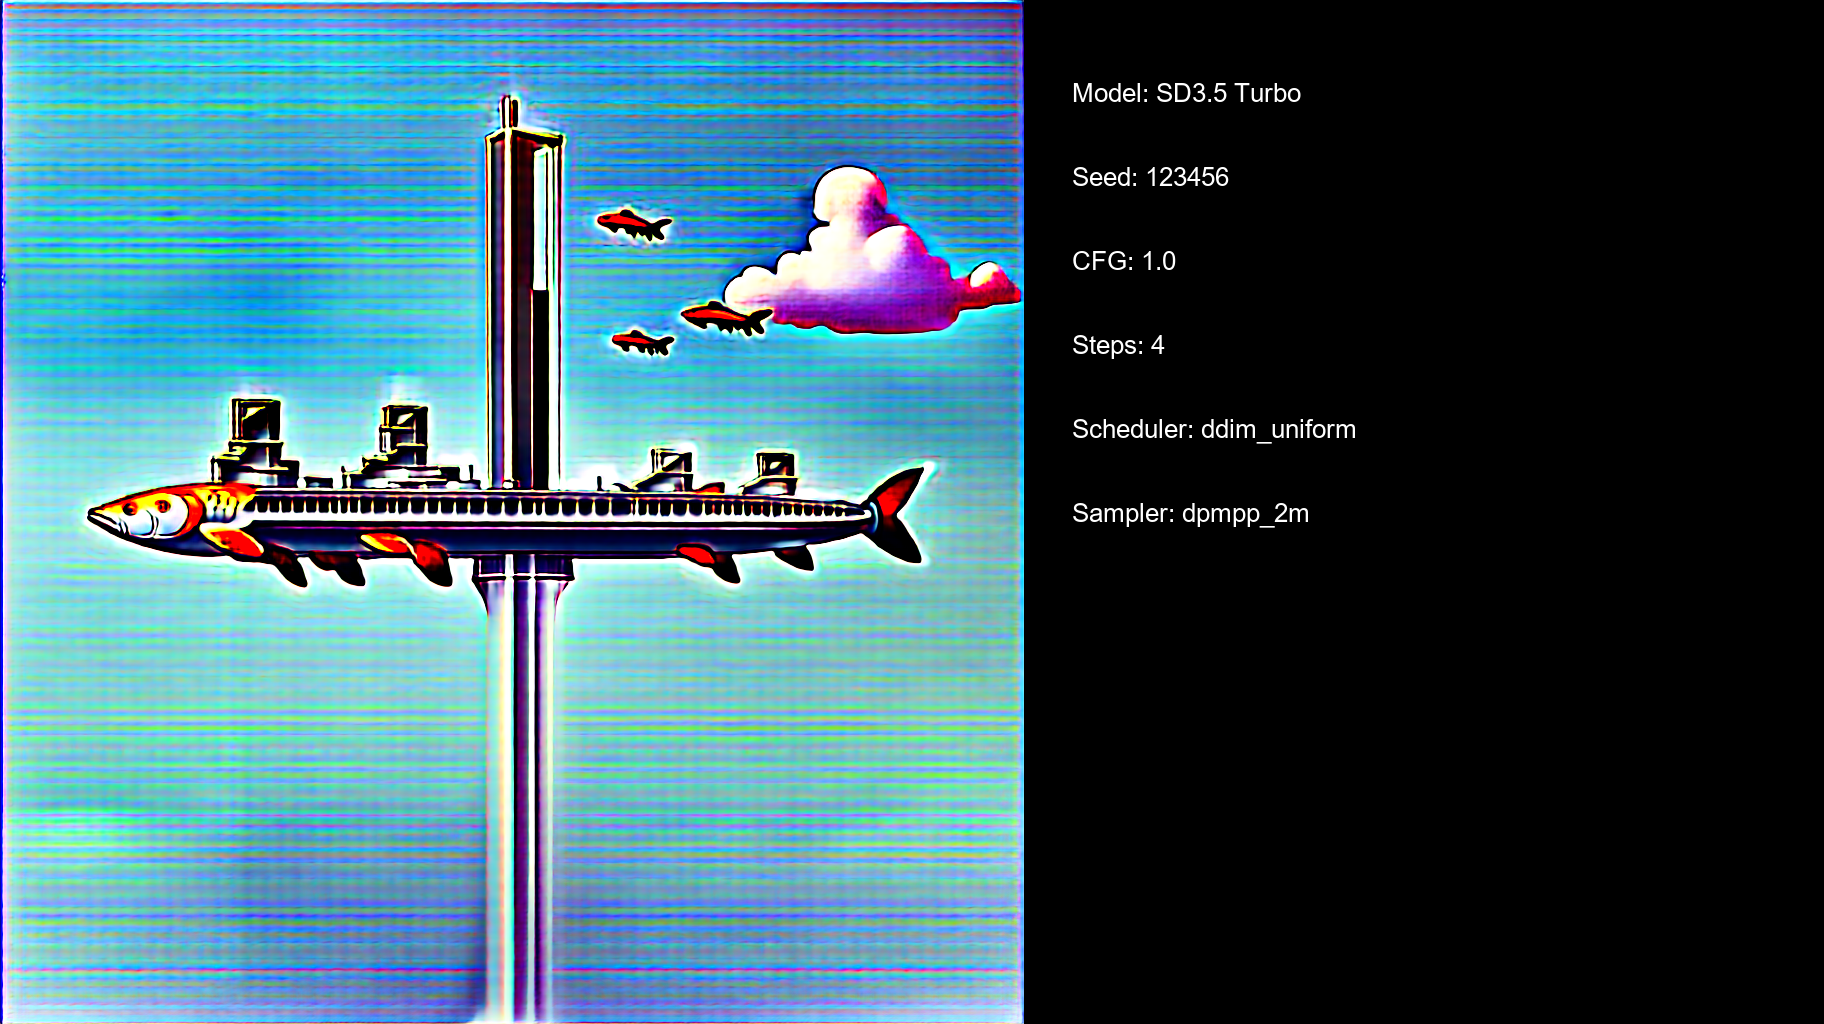 Model: SD3.5 Turbo
Seed: 123456
CFG: 1.0
Steps: 4
Scheduler: ddim_uniform
Sampler: dpmpp_2m